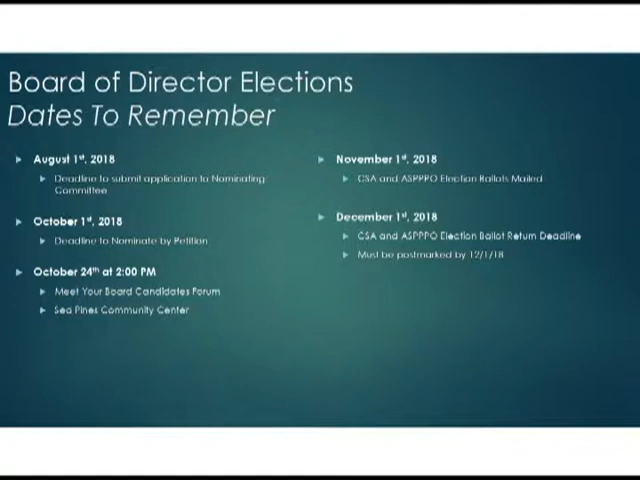 Board of Director Elections
Dates To Remember
August 1st, 2018
Deadline to submit application to Nominating
Committee
October 1st, 2018
Deadline to Nominate by Petition
October 24th at 2:00 PM
Meet Your Board Candidates Forum
Sea Pines Community Center
November 1st, 2018
CSA and ASPPPO Election Ballots Mailed
December 1st, 2018
CSA and ASPPPO Election Ballot Return Deadline
Must be postmarked by 12/1/18